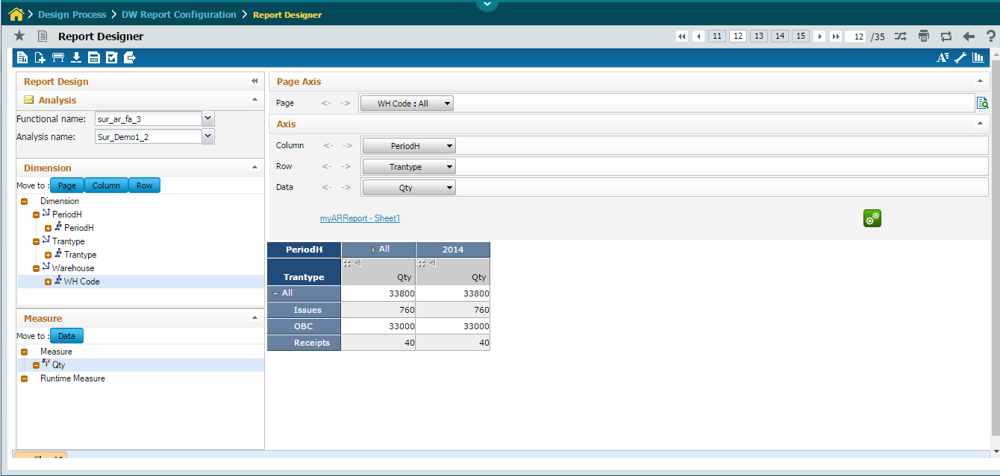 Design Process > DW Report Configuration > Report Designer
Report Designer
11 12 13 14 15 12 /35
Report Design
Analysis
Functional name: sur_ar_fa_3
Analysis name: Sur_Demo1_2
Dimension
Move to : Page Column Row
Dimension
PeriodH
PeriodH
Trantype
Trantype
Warehouse
WH Code
Measure
Move to : Data
Measure
Qty
Runtime Measure
Page Axis
Page <- -> WH Code : All
Axis
Column <- -> PeriodH
Row <- -> Trantype
Data <- -> Qty
myARReport - Sheet1
PeriodH All 2014
Trantype Qty Qty
All 33800 33800
Issues 760 760
OBC 33000 33000
Receipts 40 40